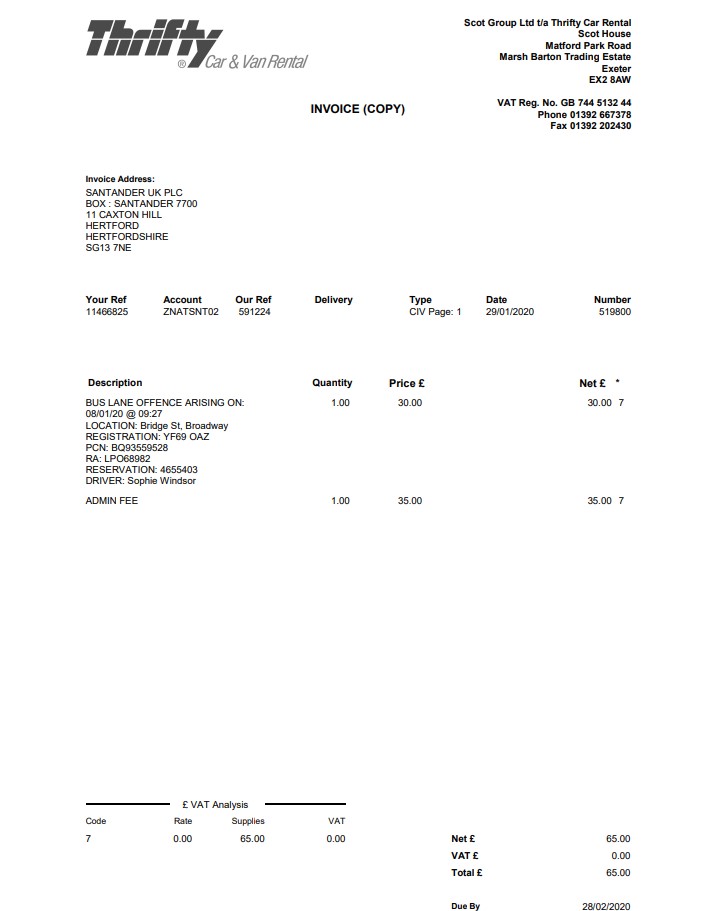 Thrifty
® Car & Van Rental
Scot Group Ltd t/a Thrifty Car Rental
Scot House
Matford Park Road
Marsh Barton Trading Estate
Exeter
EX2 8AW
INVOICE (COPY)
VAT Reg. No. GB 744 5132 44
Phone 01392 667378
Fax 01392 202430
Invoice Address:
SANTANDER UK PLC
BOX : SANTANDER 7700
11 CAXTON HILL
HERTFORD
HERTFORDSHIRE
SG13 7NE
Your Ref Account Our Ref Delivery Type Date Number
11466825 ZNATSNT02 591224 CIV Page: 1 29/01/2020 519800
Description Quantity Price £ Net £ *
BUS LANE OFFENCE ARISING ON: 1.00 30.00 30.00 7
08/01/20 @ 09:27
LOCATION: Bridge St, Broadway
REGISTRATION: YF69 OAZ
PCN: BQ93559528
RA: LPO68982
RESERVATION: 4655403
DRIVER: Sophie Windsor
ADMIN FEE 1.00 35.00 35.00 7
£ VAT Analysis
Code Rate Supplies VAT
7 0.00 65.00 0.00
Net £ 65.00
VAT £ 0.00
Total £ 65.00
Due By 28/02/2020